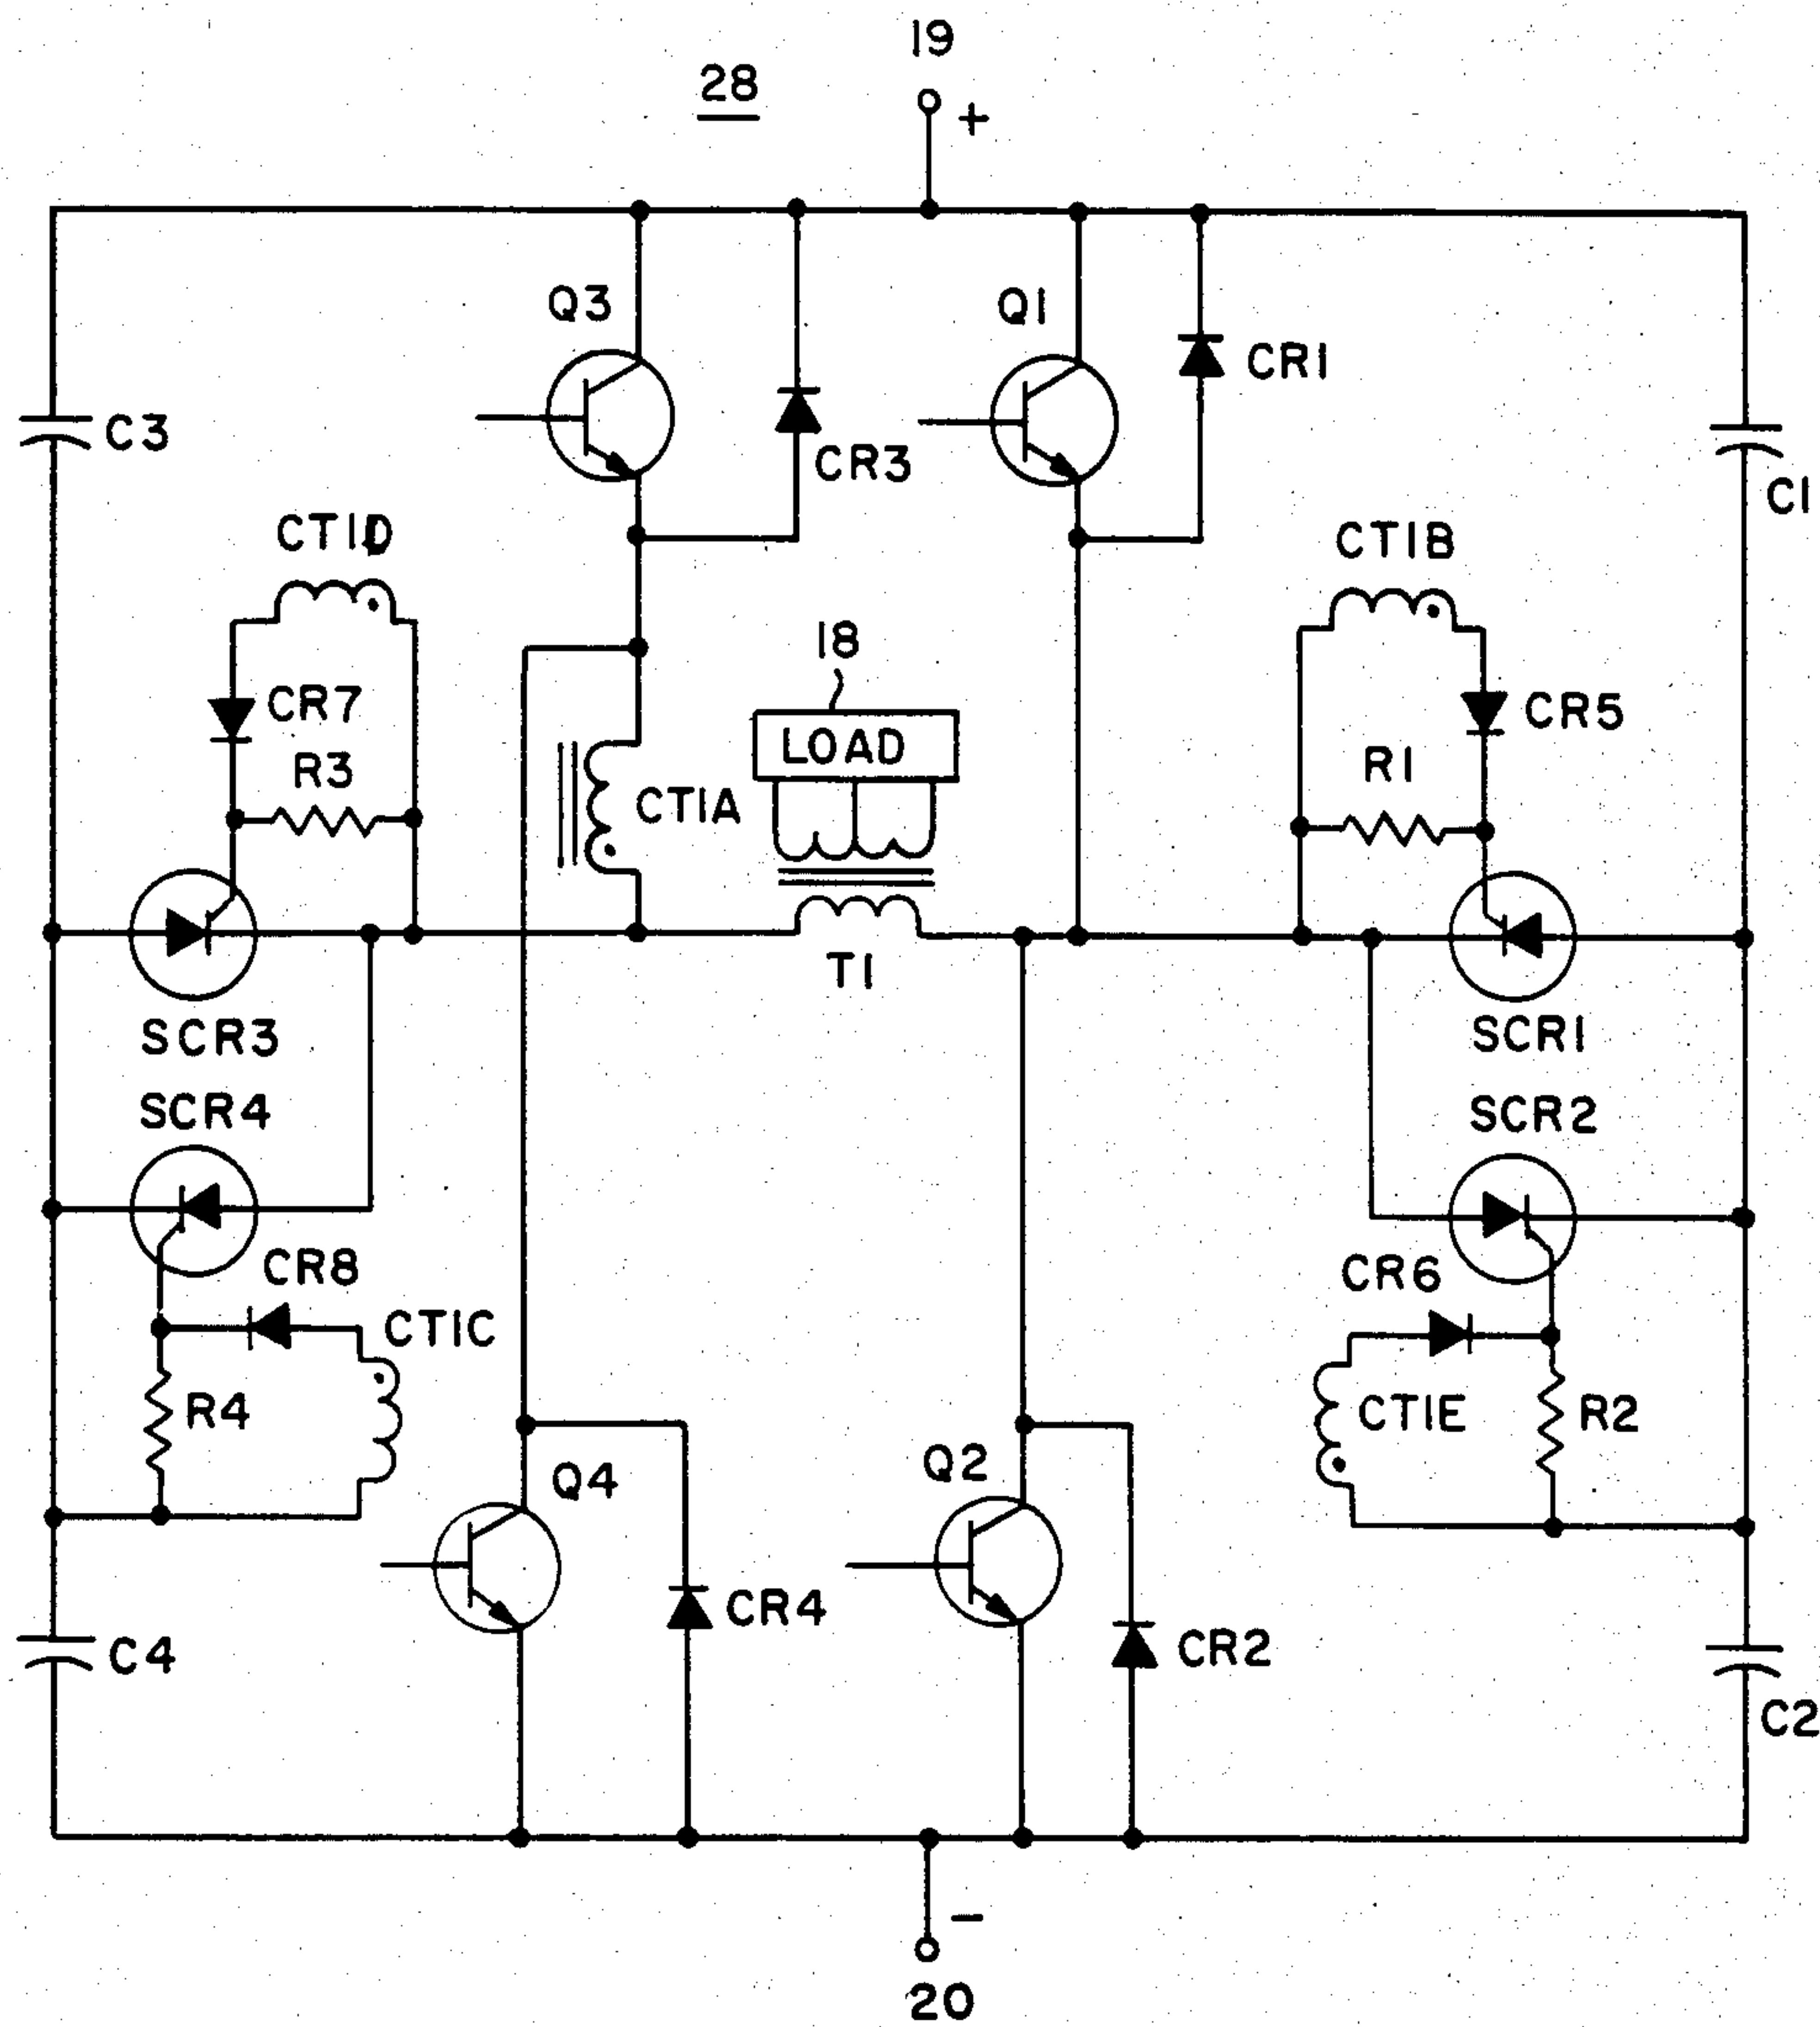 19
28
+
Q3
Q1
CR1
C3
CR3
C1
CT1D
CT1B
18
CR7
CR5
LOAD
R3
R1
CT1A
T1
SCR3
SCR1
SCR4
SCR2
CR8
CR6
CT1C
R4
CT1E
R2
Q4
Q2
CR4
CR2
C4
C2
−
20